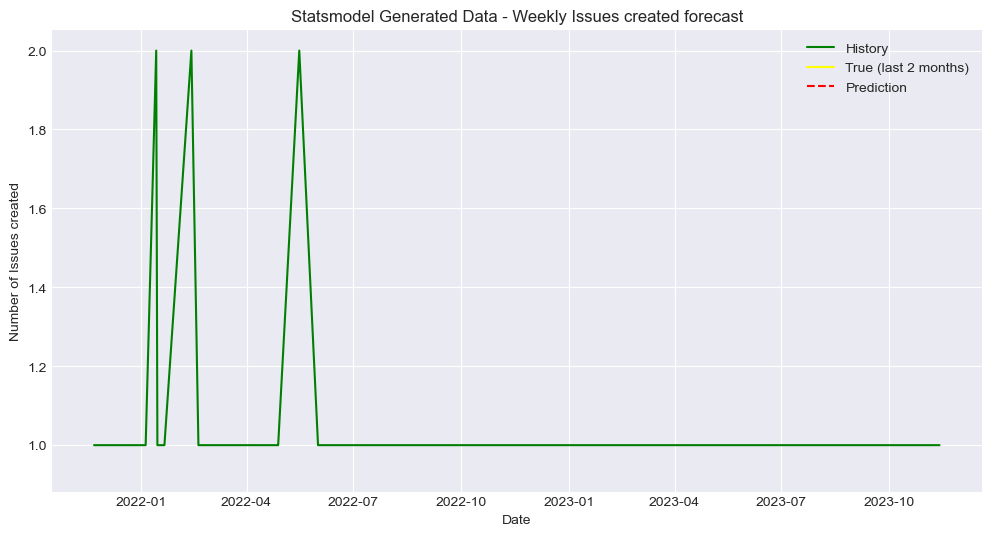 Statsmodel Generated Data - Weekly Issues created forecast
History
True (last 2 months)
Prediction
Number of Issues created
2.0
1.8
1.6
1.4
1.2
1.0
2022-01 2022-04 2022-07 2022-10 2023-01 2023-04 2023-07 2023-10
Date